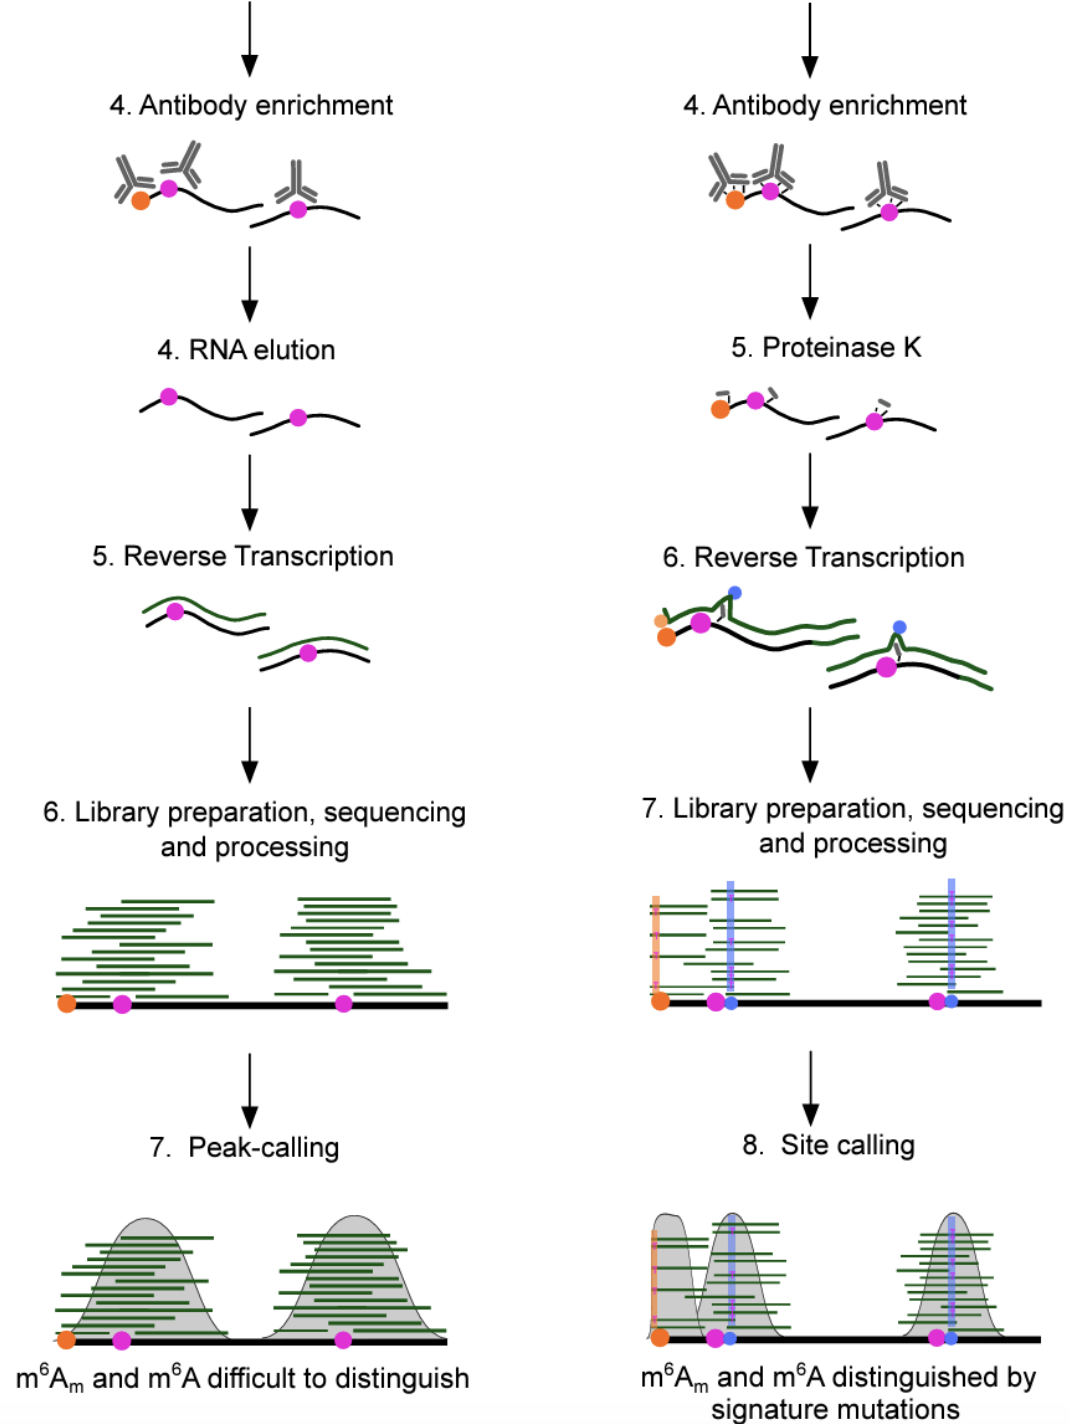 4. Antibody enrichment
4. RNA elution
5. Reverse Transcription
6. Library preparation, sequencing
and processing
7. Peak-calling
m⁶Aₘ and m⁶A difficult to distinguish
4. Antibody enrichment
5. Proteinase K
6. Reverse Transcription
7. Library preparation, sequencing
and processing
8. Site calling
m⁶Aₘ and m⁶A distinguished by
signature mutations